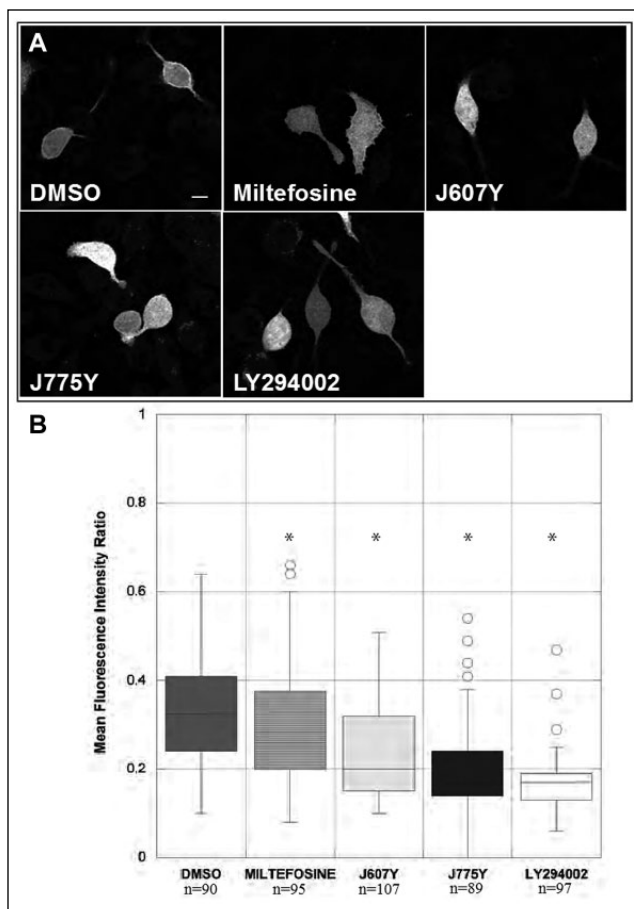 A
DMSO
Miltefosine
J607Y
J775Y
LY294002
B
Mean Fluorescence Intensity Ratio
1
0.8
0.6
0.4
0.2
0
* * * *
DMSO MILTEFOSINE J607Y J775Y LY294002
n=90 n=95 n=107 n=89 n=97